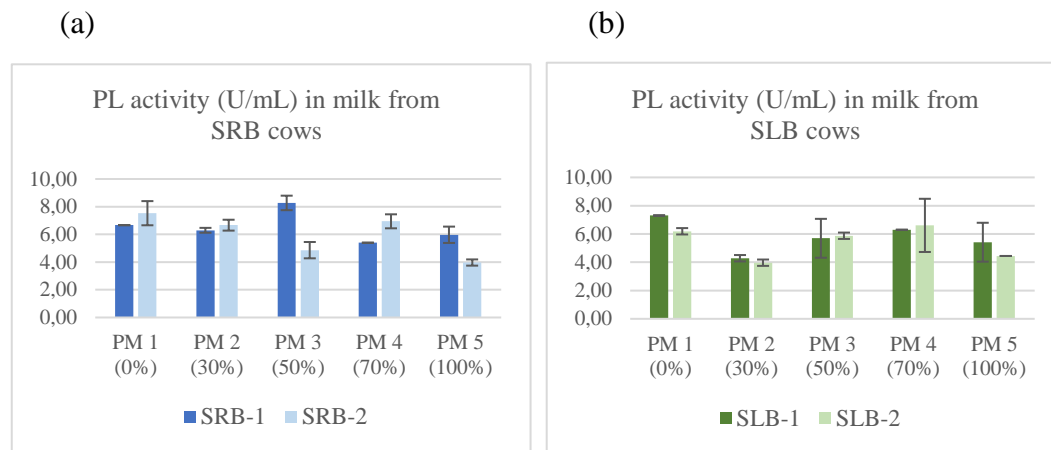 (a)
PL activity (U/mL) in milk from
SRB cows
10,00
8,00
6,00
4,00
2,00
0,00
PM 1 PM 2 PM 3 PM 4 PM 5
(0%) (30%) (50%) (70%) (100%)
SRB-1 SRB-2
(b)
PL activity (U/mL) in milk from
SLB cows
10,00
8,00
6,00
4,00
2,00
0,00
PM 1 PM 2 PM 3 PM 4 PM 5
(0%) (30%) (50%) (70%) (100%)
SLB-1 SLB-2